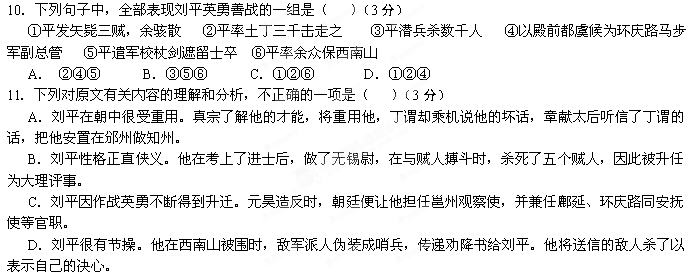 10. 下列句子中，全部表现刘平英勇善战的一组是（　　）（3 分）
①平发矢毙三贼，余骇散　②平率土丁三千击走之　③平潜兵杀数千人　④以殿前都虞候为环庆路马步
军副总管　⑤平遣军校杖剑遮留士卒　⑥平率余众保西南山
A． ②④⑤　　B．③⑤⑥　　C．①②⑥　　D．①②④
11. 下列对原文有关内容的理解和分析，不正确的一项是（　　）（3 分）
A．刘平在朝中很受重用。真宗了解他的才能，将重用他，丁谓却乘机说他的坏话，章献太后听信了丁谓的
话，把他安置在邠州做知州。
B．刘平性格正直侠义。他在考上了进士后，做了无锡尉，在与贼人搏斗时，杀死了五个贼人，因此被升任
为大理评事。
C．刘平因作战英勇不断得到升迁。元昊造反时，朝廷便让他担任邕州观察使，并兼任鄜延、环庆路同安抚
使等官职。
D．刘平很有节操。他在西南山被围时，敌军派人伪装成哨兵，传递劝降书给刘平。他将送信的敌人杀了以
表示自己的决心。